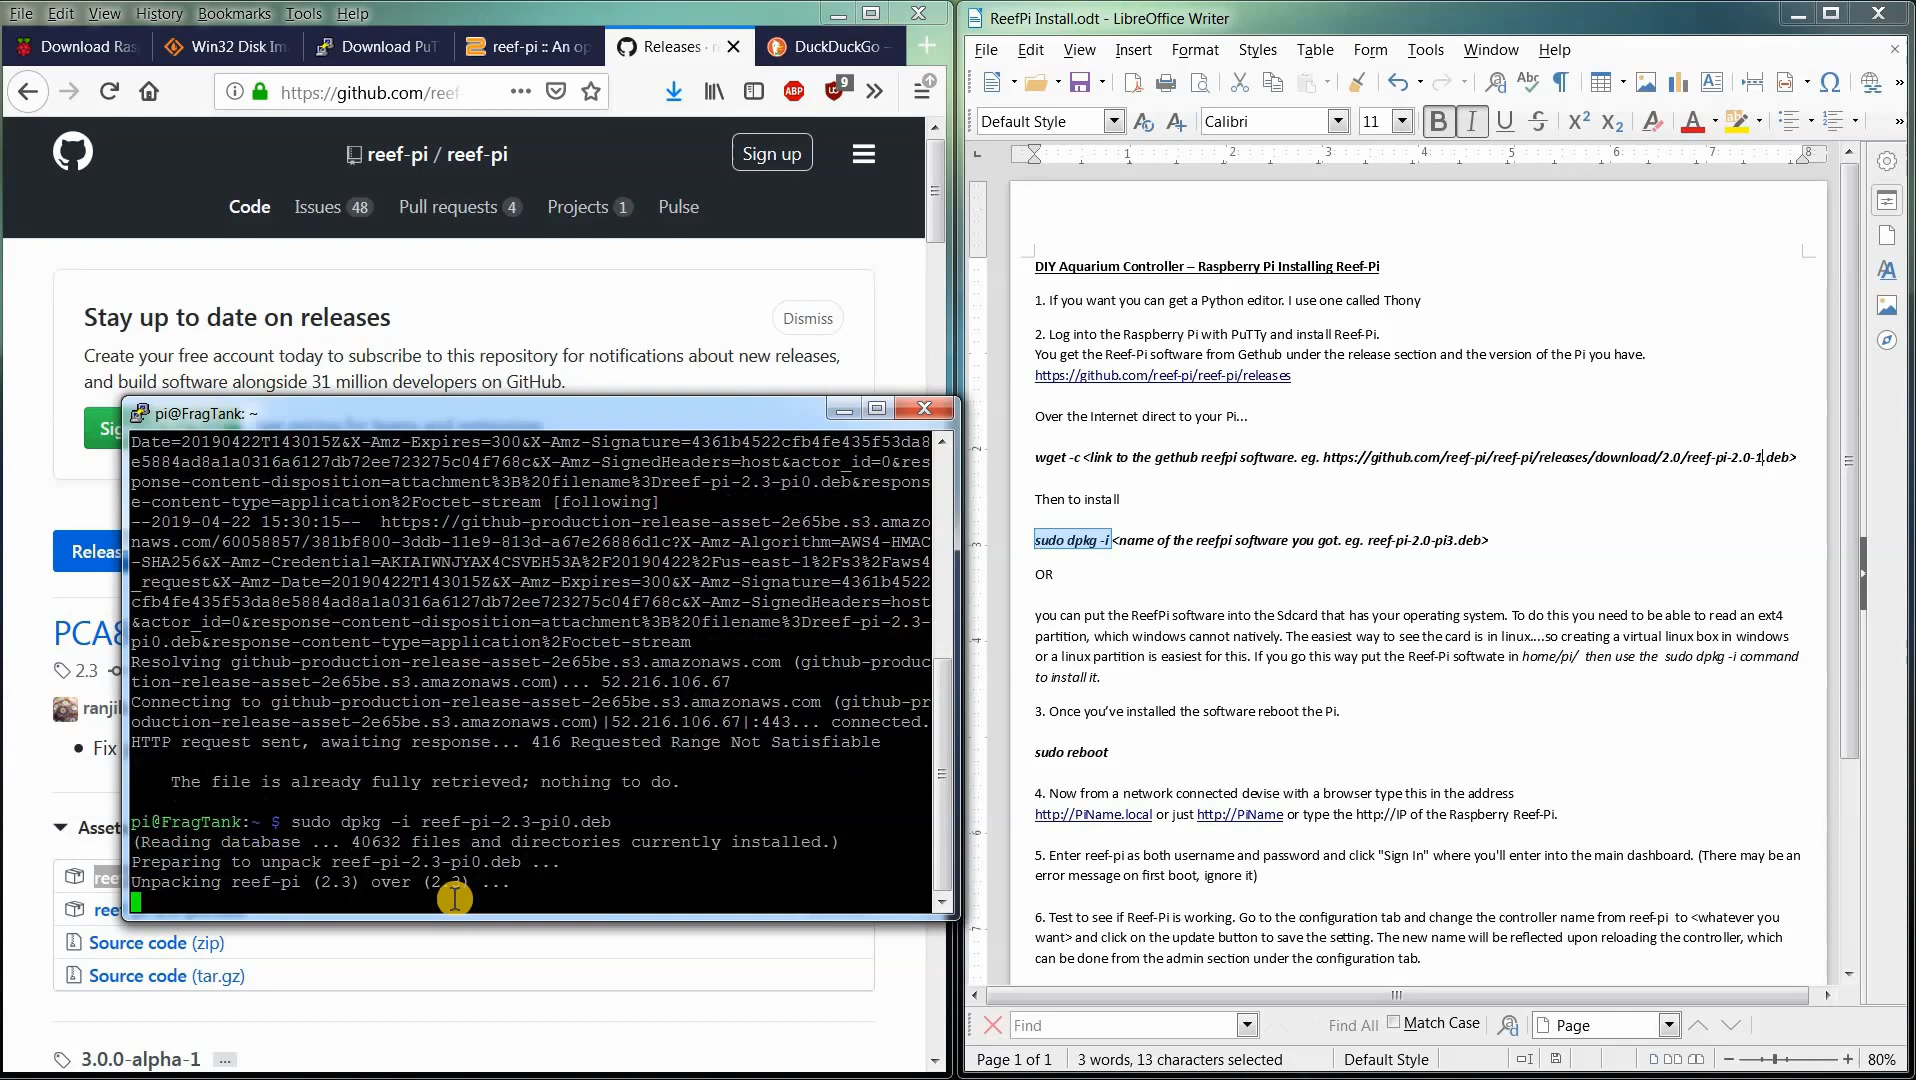 File Edit View History Bookmarks Tools Help
Download Ras
Win32 Disk Im
Download PuT
reef-pi :: An op
Releases · r
DuckDuckGo
https://github.com/reef-
ABP
9
reef-pi / reef-pi
Sign up
Code Issues 48 Pull requests 4 Projects 1 Pulse
Stay up to date on releases
Dismiss
Create your free account today to subscribe to this repository for notifications about new releases,
and build software alongside 31 million developers on GitHub.
Sig
Releas
PCA8
2.3
ranjil
Fix
Asset
reef
reef
Source code (zip)
Source code (tar.gz)
3.0.0-alpha-1 ...
pi@FragTank: ~
Date=20190422T143015Z&X-Amz-Expires=300&X-Amz-Signature=4361b4522cfb4fe435f53da8
e5884ad8a1a0316a6127db72ee723275c04f768c&X-Amz-SignedHeaders=host&actor_id=0&res
ponse-content-disposition=attachment%3B%20filename%3Dreef-pi-2.3-pi0.deb&respons
e-content-type=application%2Foctet-stream [following]
--2019-04-22 15:30:15-- https://github-production-release-asset-2e65be.s3.amazo
naws.com/60058857/381bf800-3ddb-11e9-813d-a67e26886d1c?X-Amz-Algorithm=AWS4-HMAC
-SHA256&X-Amz-Credential=AKIAIWNJYAX4CSVEH53A%2F20190422%2Fus-east-1%2Fs3%2Faws4
_request&X-Amz-Date=20190422T143015Z&X-Amz-Expires=300&X-Amz-Signature=4361b4522
cfb4fe435f53da8e5884ad8a1a0316a6127db72ee723275c04f768c&X-Amz-SignedHeaders=host
&actor_id=0&response-content-disposition=attachment%3B%20filename%3Dreef-pi-2.3-
pi0.deb&response-content-type=application%2Foctet-stream
Resolving github-production-release-asset-2e65be.s3.amazonaws.com (github-produc
tion-release-asset-2e65be.s3.amazonaws.com)... 52.216.106.67
Connecting to github-production-release-asset-2e65be.s3.amazonaws.com (github-pr
oduction-release-asset-2e65be.s3.amazonaws.com)|52.216.106.67|:443... connected.
HTTP request sent, awaiting response... 416 Requested Range Not Satisfiable
The file is already fully retrieved; nothing to do.
pi@FragTank:~ $ sudo dpkg -i reef-pi-2.3-pi0.deb
(Reading database ... 40632 files and directories currently installed.)
Preparing to unpack reef-pi-2.3-pi0.deb ...
Unpacking reef-pi (2.3) over (2.3) ...
ReefPi Install.odt - LibreOffice Writer
File Edit View Insert Format Styles Table Form Tools Window Help
Default Style Calibri 11
1 2 3 4 5 6 7 8
DIY Aquarium Controller – Raspberry Pi Installing Reef-Pi
1. If you want you can get a Python editor. I use one called Thony
2. Log into the Raspberry Pi with PuTTy and install Reef-Pi.
You get the Reef-Pi software from Gethub under the release section and the version of the Pi you have.
https://github.com/reef-pi/reef-pi/releases
Over the Internet direct to your Pi...
wget -c <link to the gethub reefpi software. eg. https://github.com/reef-pi/reef-pi/releases/download/2.0/reef-pi-2.0-1.deb>
Then to install
sudo dpkg -i <name of the reefpi software you got. eg. reef-pi-2.0-pi3.deb>
OR
you can put the ReefPi software into the Sdcard that has your operating system. To do this you need to be able to read an ext4
partition, which windows cannot natively. The easiest way to see the card is in linux....so creating a virtual linux box in windows
or a linux partition is easiest for this. If you go this way put the Reef-Pi softwate in home/pi/ then use the sudo dpkg -i command
to install it.
3. Once you’ve installed the software reboot the Pi.
sudo reboot
4. Now from a network connected devise with a browser type this in the address
http://PiName.local or just http://PiName or type the http://IP of the Raspberry Reef-Pi.
5. Enter reef-pi as both username and password and click "Sign In" where you'll enter into the main dashboard. (There may be an
error message on first boot, ignore it)
6. Test to see if Reef-Pi is working. Go to the configuration tab and change the controller name from reef-pi to <whatever you
want> and click on the update button to save the setting. The new name will be reflected upon reloading the controller, which
can be done from the admin section under the configuration tab.
Find Find All Match Case Page
Page 1 of 1 3 words, 13 characters selected Default Style 80%